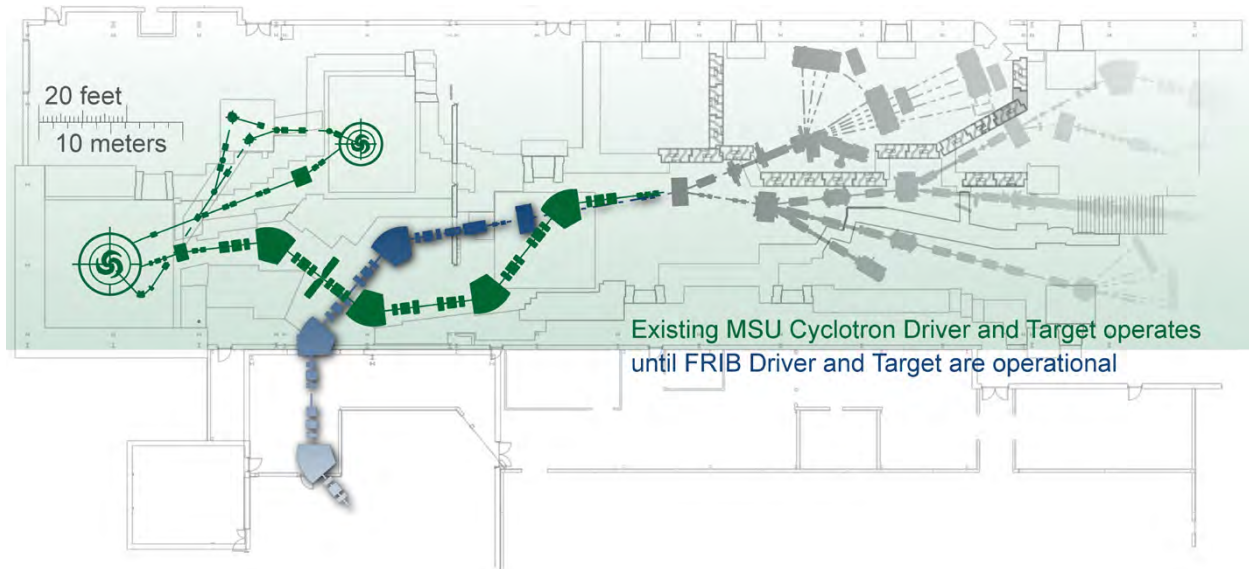 20 feet
10 meters
Existing MSU Cyclotron Driver and Target operates
until FRIB Driver and Target are operational